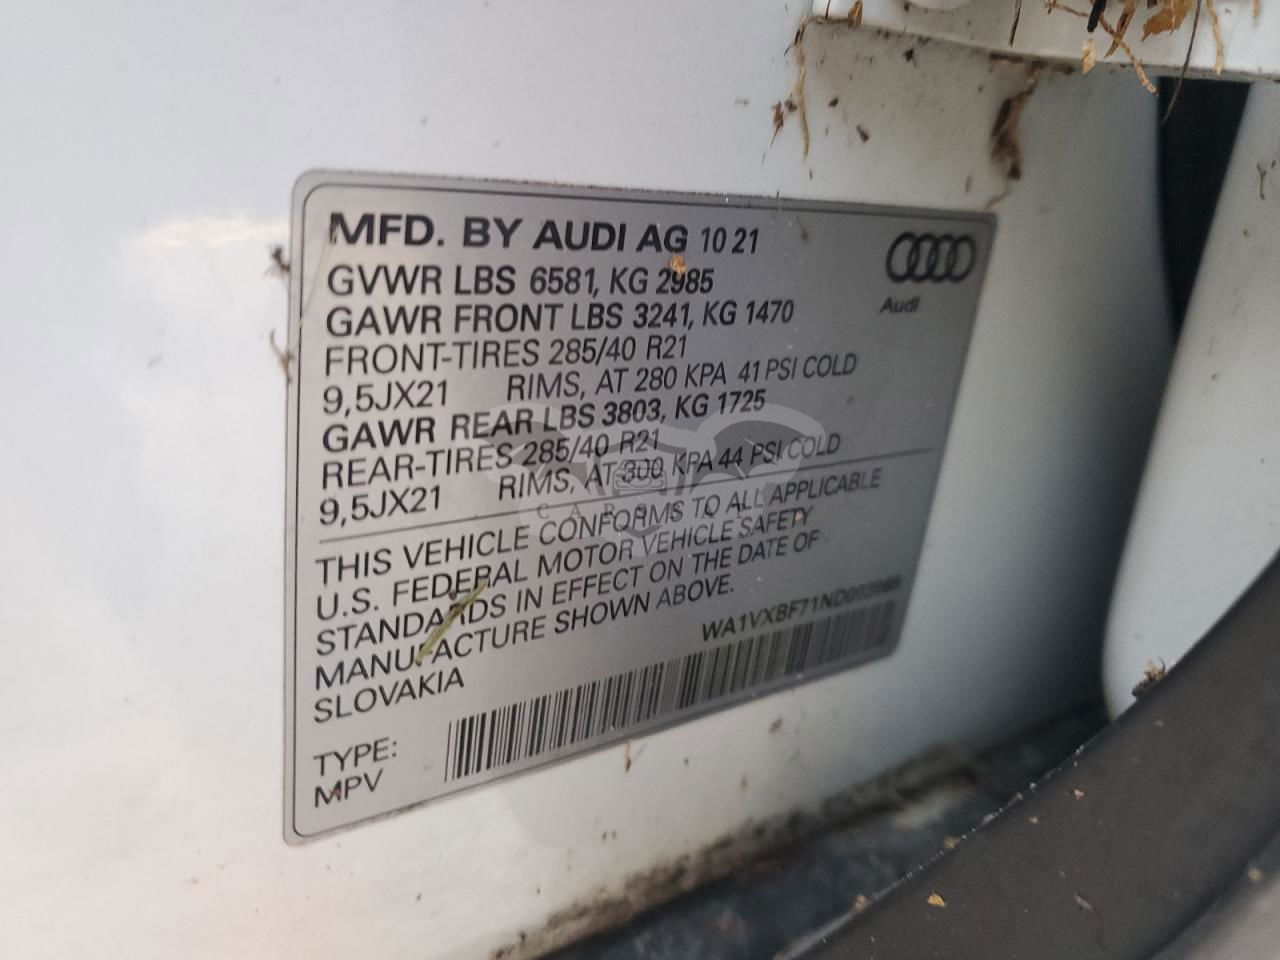 MFD. BY AUDI AG 10 21
GVWR LBS 6581, KG 2985
GAWR FRONT LBS 3241, KG 1470
FRONT-TIRES 285/40 R21
9,5JX21 RIMS, AT 280 KPA 41 PSI COLD
GAWR REAR LBS 3803, KG 1725
REAR-TIRES 285/40 R21
9,5JX21 RIMS, AT 300 KPA 44 PSI COLD
THIS VEHICLE CONFORMS TO ALL APPLICABLE
U.S. FEDERAL MOTOR VEHICLE SAFETY
STANDARDS IN EFFECT ON THE DATE OF
MANUFACTURE SHOWN ABOVE.
SLOVAKIA
TYPE:
MPV
Audi